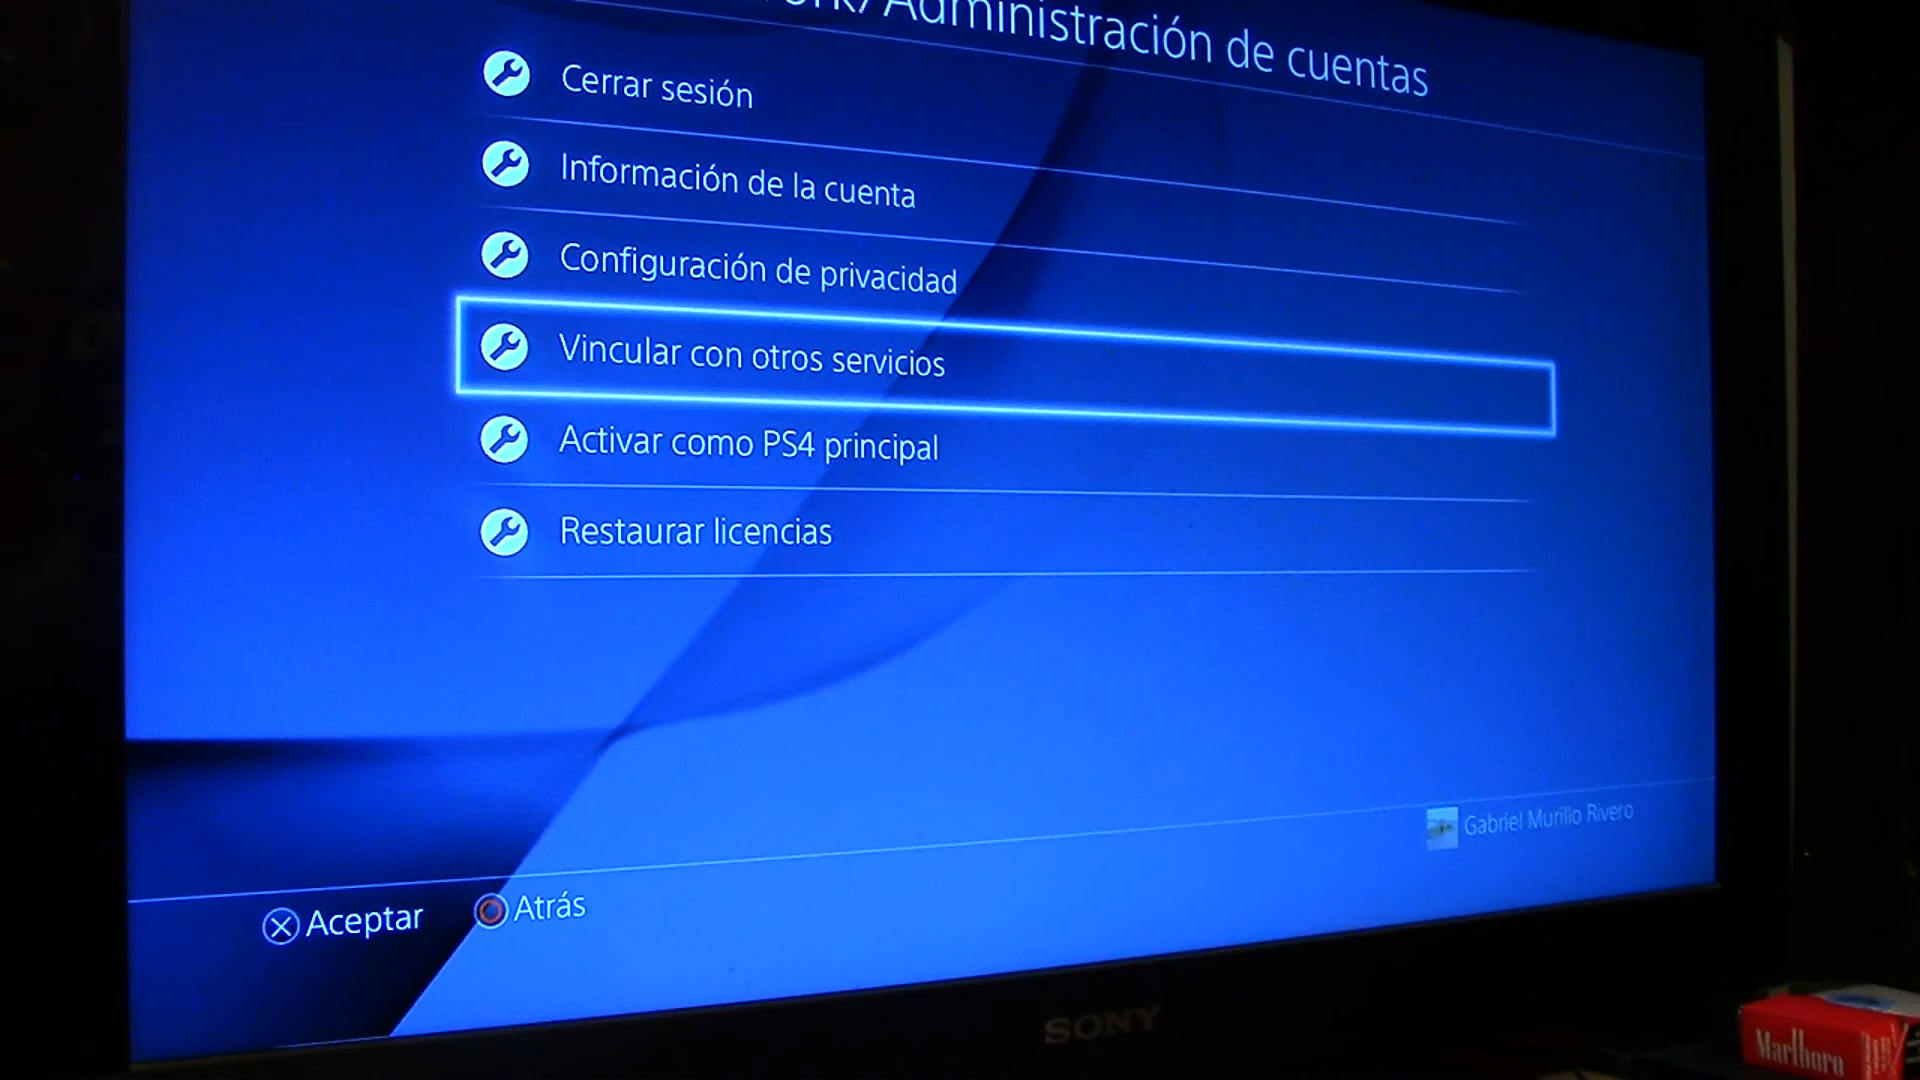 /Administración de cuentas
Cerrar sesión
Información de la cuenta
Configuración de privacidad
Vincular con otros servicios
Activar como PS4 principal
Restaurar licencias
Gabriel Murillo Rivero
Aceptar
Atrás
SONY
Marlboro